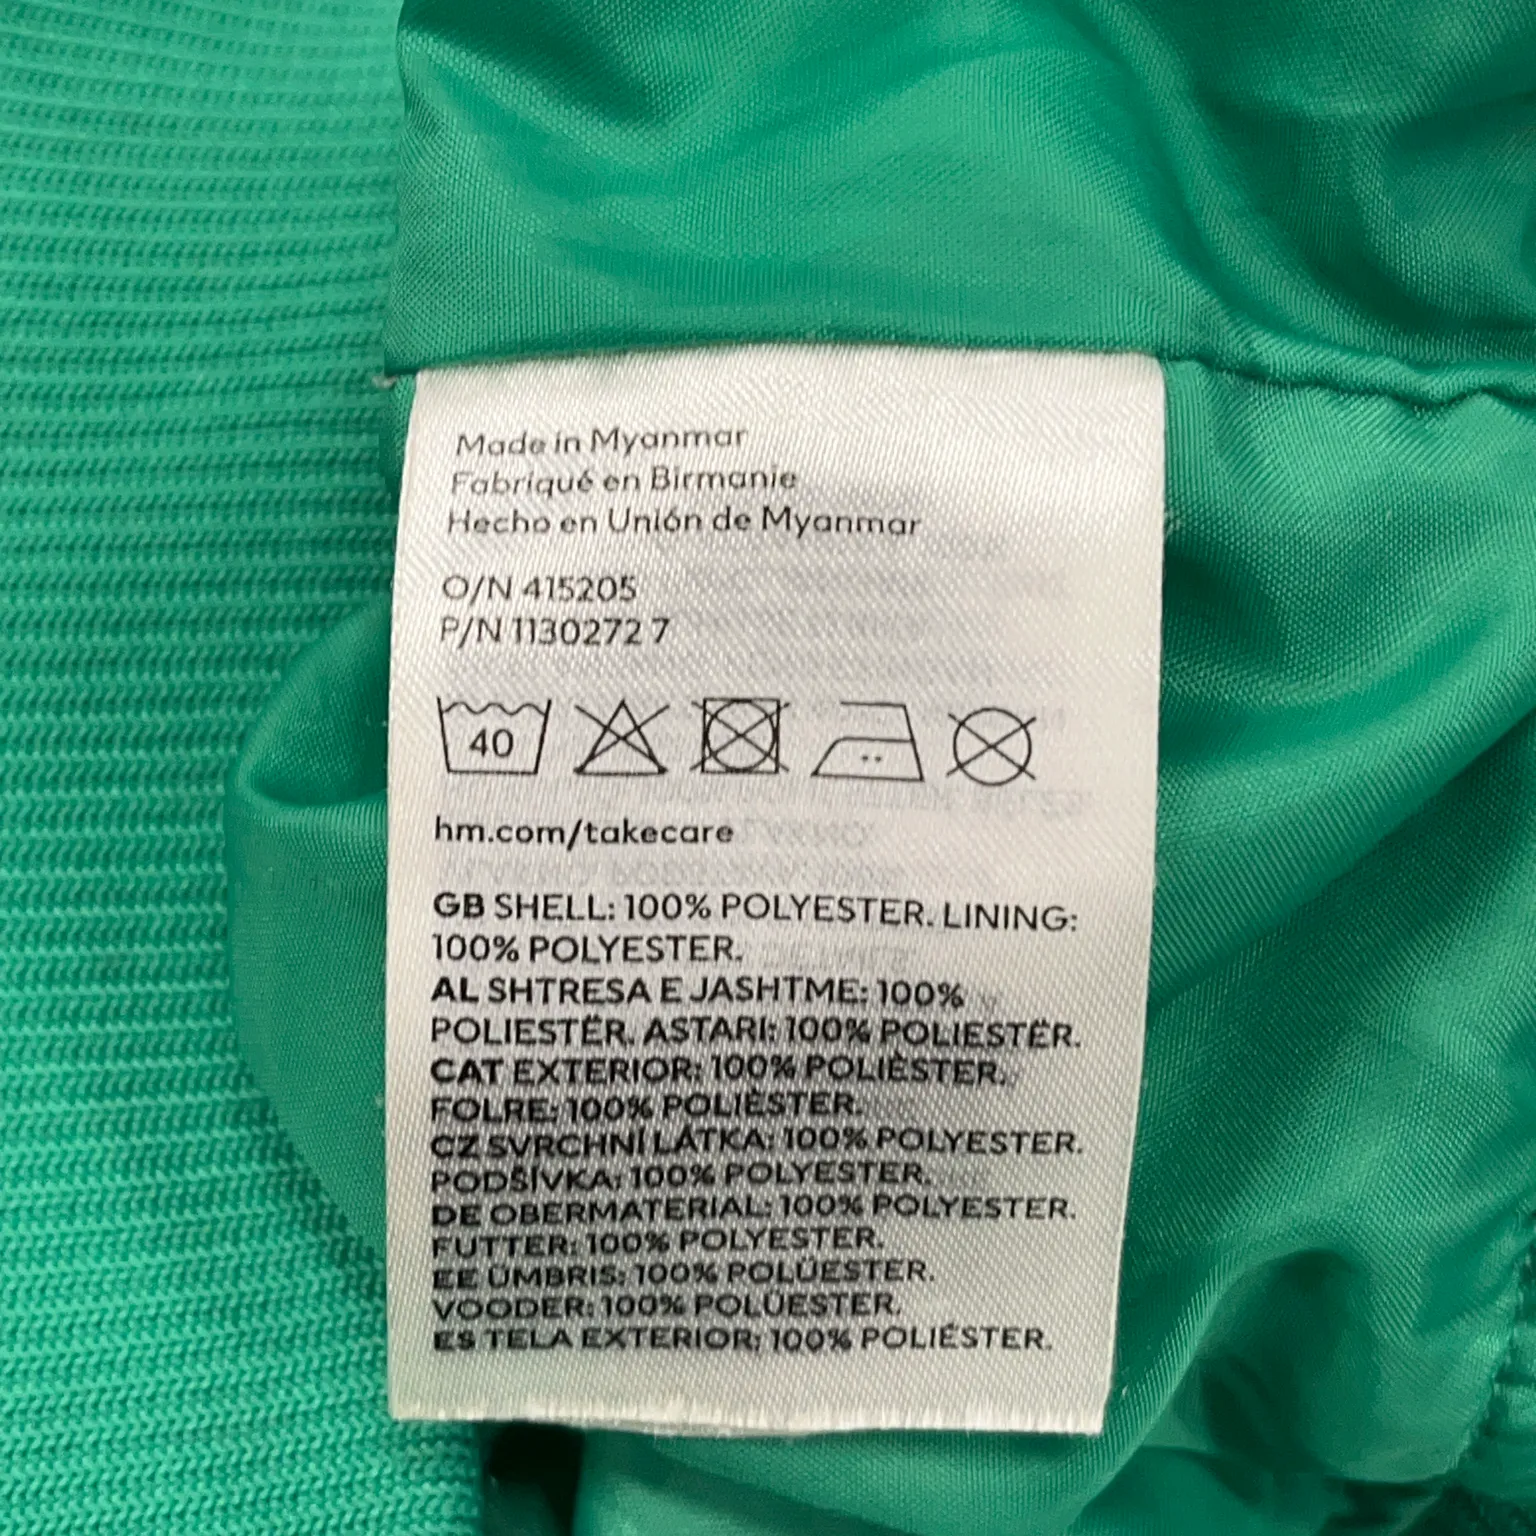 Made in Myanmar
Fabriqué en Birmanie
Hecho en Unión de Myanmar
O/N 415205
P/N 1130272 7
40
hm.com/takecare
GB SHELL: 100% POLYESTER. LINING:
100% POLYESTER.
AL SHTRESA E JASHTME: 100%
POLIESTËR. ASTARI: 100% POLIESTËR.
CAT EXTERIOR: 100% POLIÈSTER.
FOLRE: 100% POLIÈSTER.
CZ SVRCHNÍ LÁTKA: 100% POLYESTER.
PODŠÍVKA: 100% POLYESTER.
DE OBERMATERIAL: 100% POLYESTER.
FUTTER: 100% POLYESTER.
EE ÜMBRIS: 100% POLÜESTER.
VOODER: 100% POLÜESTER.
ES TELA EXTERIOR: 100% POLIÉSTER.